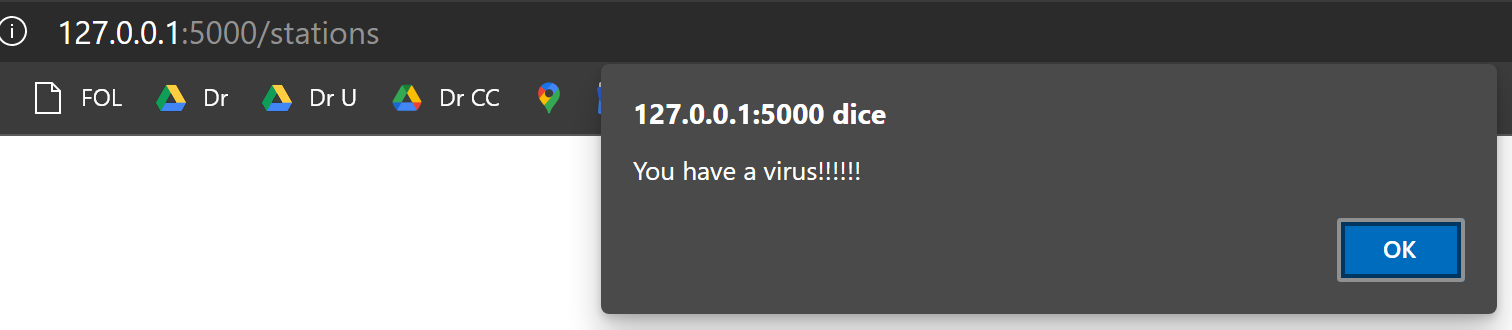 127.0.0.1:5000/stations
FOL Dr Dr U Dr CC
127.0.0.1:5000 dice
You have a virus!!!!!!
OK